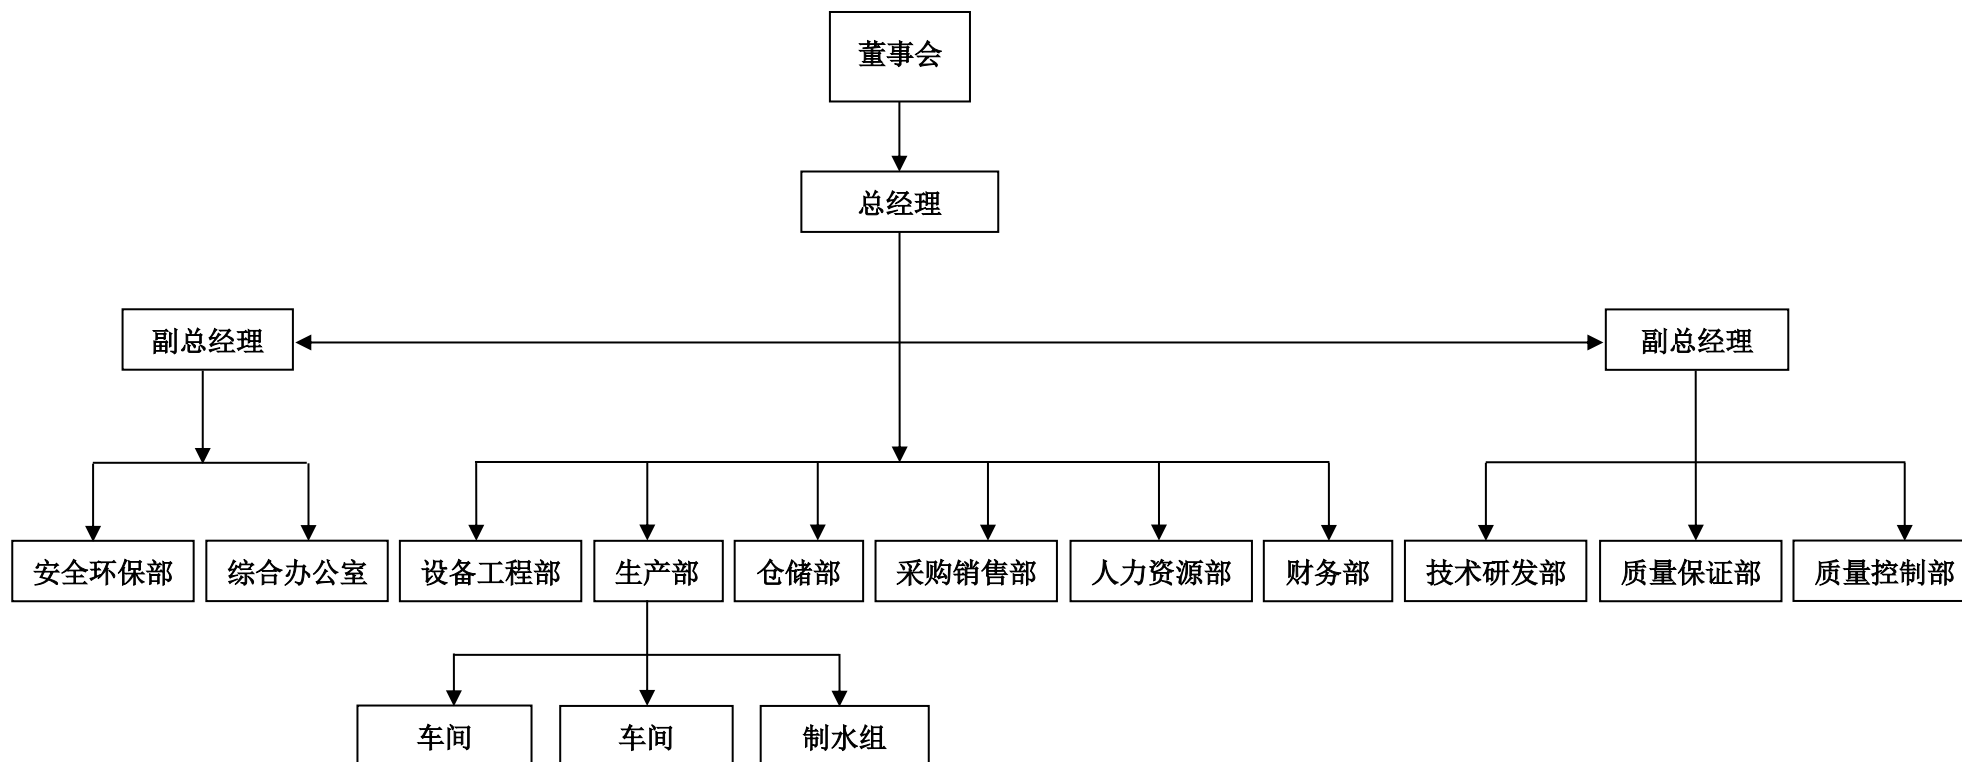 董事会
总经理
副总经理
副总经理
安全环保部
综合办公室
设备工程部
生产部
仓储部
采购销售部
人力资源部
财务部
技术研发部
质量保证部
质量控制部
车间
车间
制水组